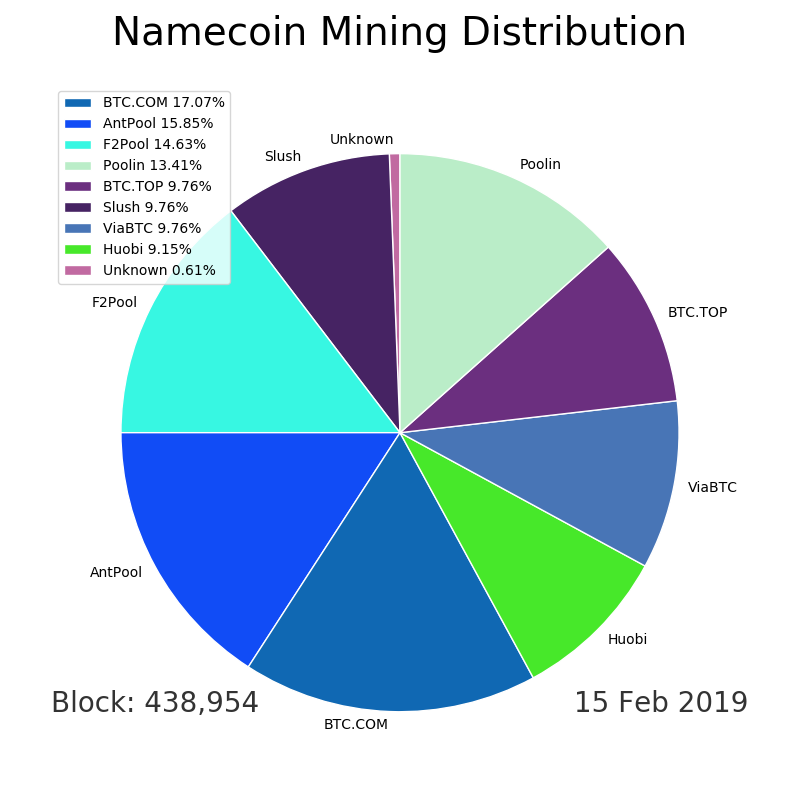 Namecoin Mining Distribution
BTC.COM 17.07%
AntPool 15.85%
F2Pool 14.63%
Poolin 13.41%
BTC.TOP 9.76%
Slush 9.76%
ViaBTC 9.76%
Huobi 9.15%
Unknown 0.61%
Unknown
Slush
Poolin
F2Pool
BTC.TOP
ViaBTC
AntPool
Huobi
BTC.COM
Block: 438,954
15 Feb 2019